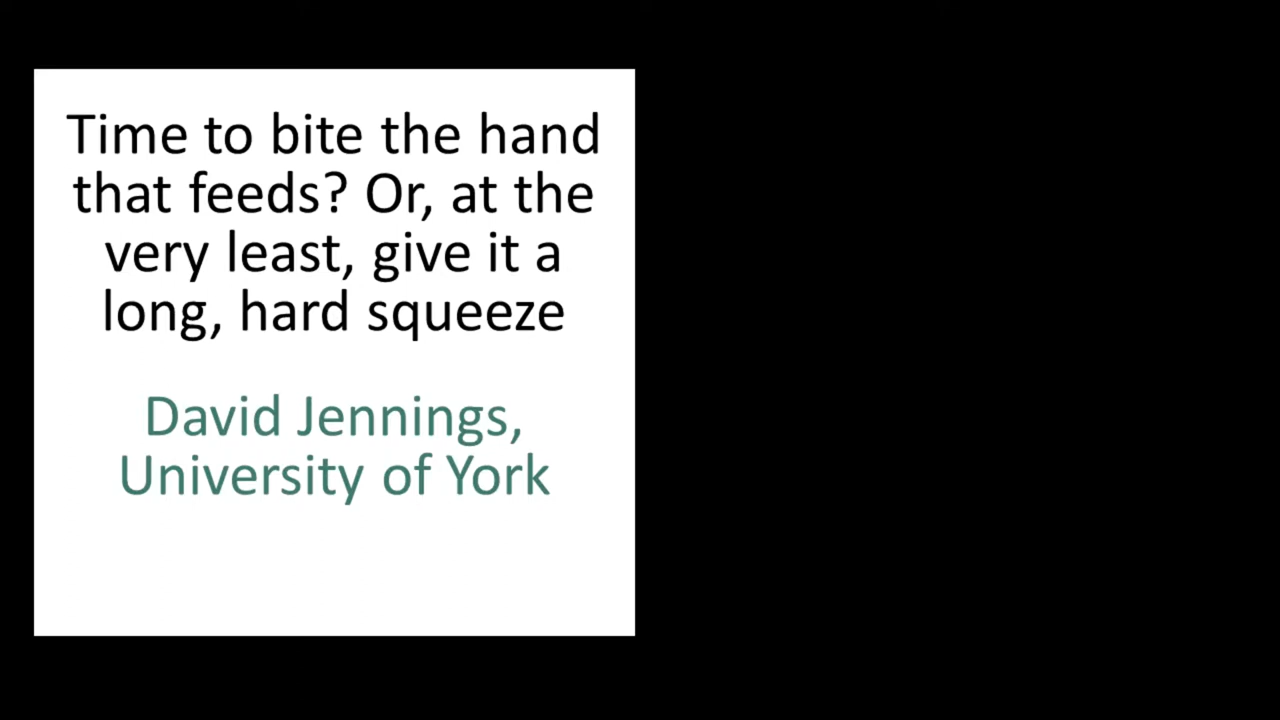 Time to bite the hand
that feeds? Or, at the
very least, give it a
long, hard squeeze
David Jennings,
University of York